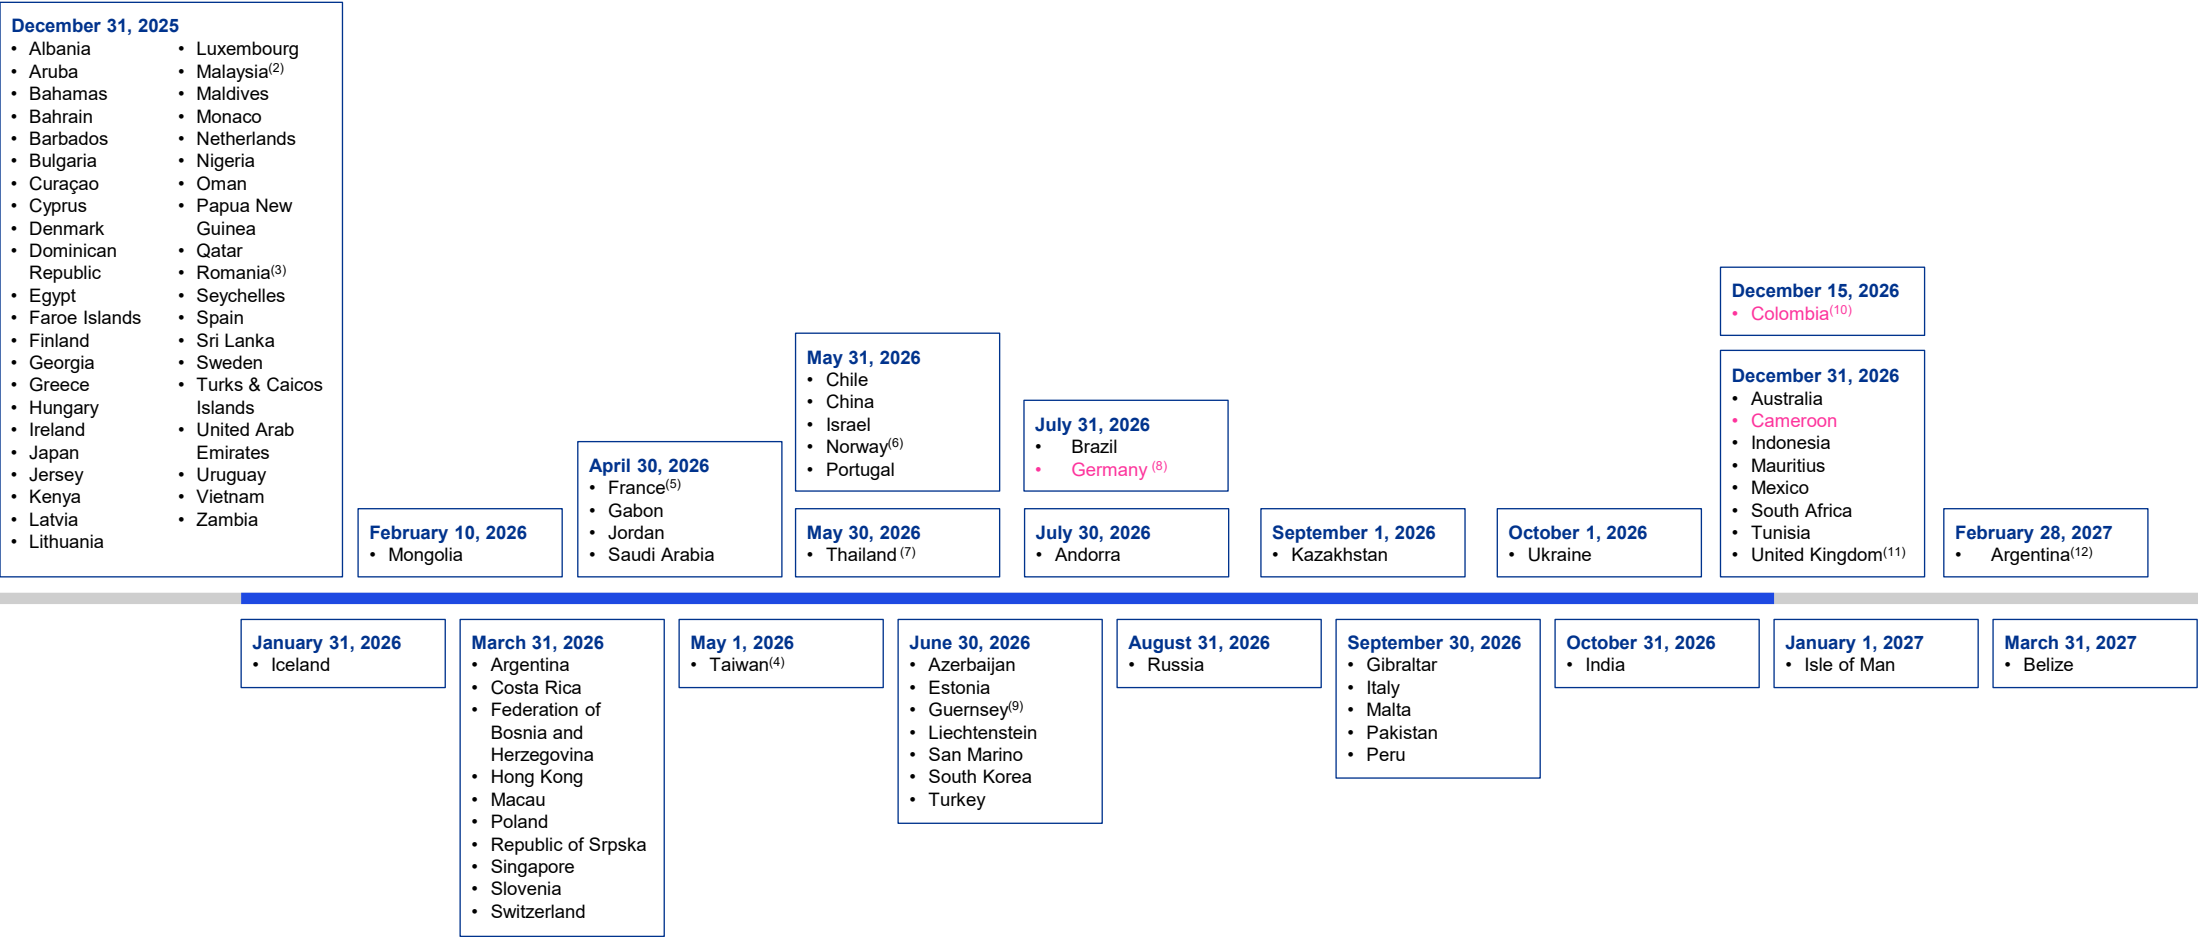 December 31, 2025
• Albania
• Aruba
• Bahamas
• Bahrain
• Barbados
• Bulgaria
• Curaçao
• Cyprus
• Denmark
• Dominican
Republic
• Egypt
• Faroe Islands
• Finland
• Georgia
• Greece
• Hungary
• Ireland
• Japan
• Jersey
• Kenya
• Latvia
• Lithuania
• Luxembourg
• Malaysia(2)
• Maldives
• Monaco
• Netherlands
• Nigeria
• Oman
• Papua New
Guinea
• Qatar
• Romania(3)
• Seychelles
• Spain
• Sri Lanka
• Sweden
• Turks & Caicos
Islands
• United Arab
Emirates
• Uruguay
• Vietnam
• Zambia
February 10, 2026
• Mongolia
April 30, 2026
• France(5)
• Gabon
• Jordan
• Saudi Arabia
May 31, 2026
• Chile
• China
• Israel
• Norway(6)
• Portugal
May 30, 2026
• Thailand (7)
July 31, 2026
• Brazil
• Germany (8)
July 30, 2026
• Andorra
September 1, 2026
• Kazakhstan
October 1, 2026
• Ukraine
December 15, 2026
• Colombia(10)
December 31, 2026
• Australia
• Cameroon
• Indonesia
• Mauritius
• Mexico
• South Africa
• Tunisia
• United Kingdom(11)
February 28, 2027
• Argentina(12)
January 31, 2026
• Iceland
March 31, 2026
• Argentina
• Costa Rica
• Federation of
Bosnia and
Herzegovina
• Hong Kong
• Macau
• Poland
• Republic of Srpska
• Singapore
• Slovenia
• Switzerland
May 1, 2026
• Taiwan(4)
June 30, 2026
• Azerbaijan
• Estonia
• Guernsey(9)
• Liechtenstein
• San Marino
• South Korea
• Turkey
August 31, 2026
• Russia
September 30, 2026
• Gibraltar
• Italy
• Malta
• Pakistan
• Peru
October 31, 2026
• India
January 1, 2027
• Isle of Man
March 31, 2027
• Belize